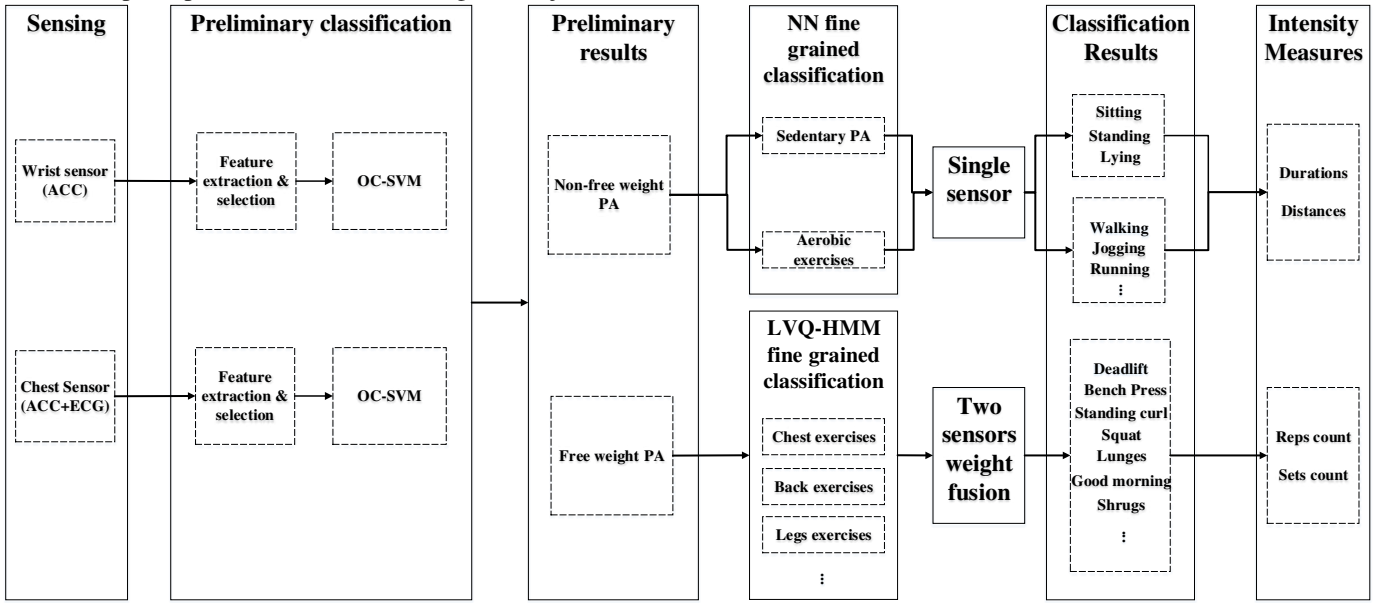 Sensing
Wrist sensor
(ACC)
Chest Sensor
(ACC+ECG)
Preliminary classification
Feature
extraction &
selection
OC-SVM
Feature
extraction &
selection
OC-SVM
Preliminary
results
Non-free weight
PA
Free weight PA
NN fine
grained
classification
Sedentary PA
Aerobic
exercises
LVQ-HMM
fine grained
classification
Chest exercises
Back exercises
Legs exercises
⋮
Single
sensor
Two
sensors
weight
fusion
Classification
Results
Sitting
Standing
Lying
Walking
Jogging
Running
⋮
Deadlift
Bench Press
Standing curl
Squat
Lunges
Good morning
Shrugs
⋮
Intensity
Measures
Durations
Distances
Reps count
Sets count